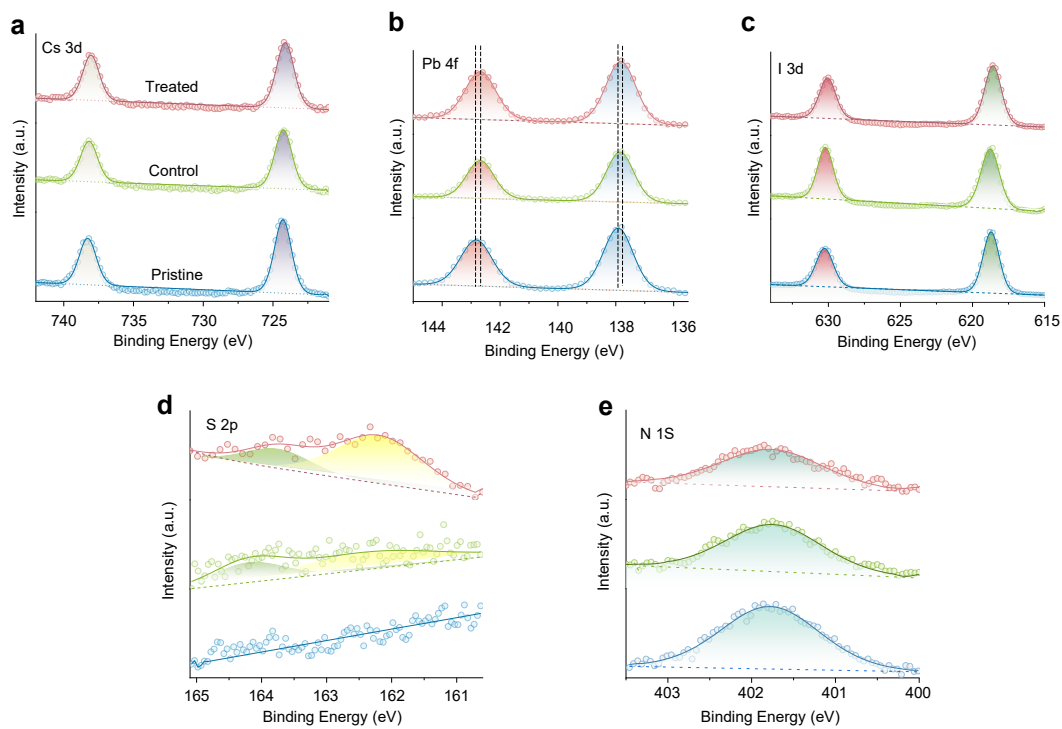 a
Cs 3d
Treated
Control
Pristine
Intensity (a.u.)
740 735 730 725
Binding Energy (eV)
b
Pb 4f
Intensity (a.u.)
144 142 140 138 136
Binding Energy (eV)
c
I 3d
Intensity (a.u.)
630 625 620 615
Binding Energy (eV)
d
S 2p
Intensity (a.u.)
165 164 163 162 161
Binding Energy (eV)
e
N 1S
Intensity (a.u.)
403 402 401 400
Binding Energy (eV)